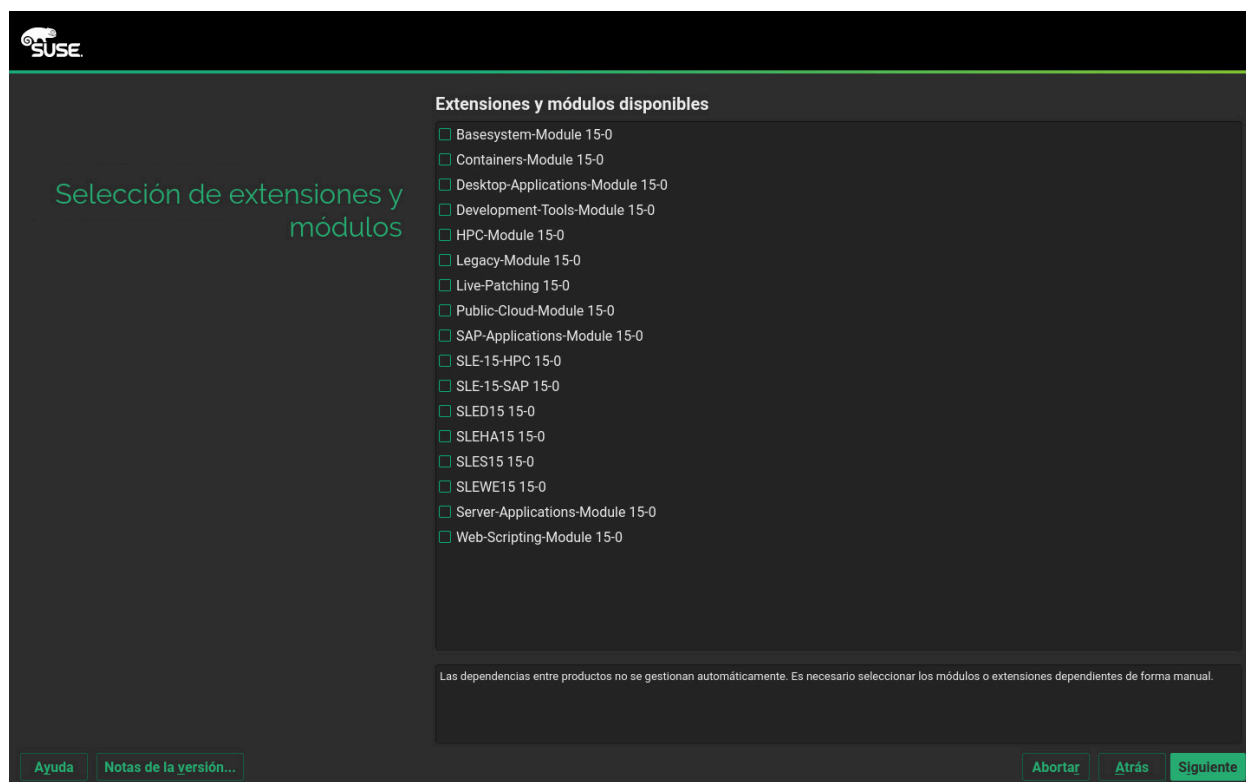 SUSE.
Extensiones y módulos disponibles
Selección de extensiones y
módulos
Basesystem-Module 15-0
Containers-Module 15-0
Desktop-Applications-Module 15-0
Development-Tools-Module 15-0
HPC-Module 15-0
Legacy-Module 15-0
Live-Patching 15-0
Public-Cloud-Module 15-0
SAP-Applications-Module 15-0
SLE-15-HPC 15-0
SLE-15-SAP 15-0
SLED15 15-0
SLEHA15 15-0
SLES15 15-0
SLEWE15 15-0
Server-Applications-Module 15-0
Web-Scripting-Module 15-0
Las dependencias entre productos no se gestionan automáticamente. Es necesario seleccionar los módulos o extensiones dependientes de forma manual.
Ayuda
Notas de la versión...
Abortar
Atrás
Siguiente